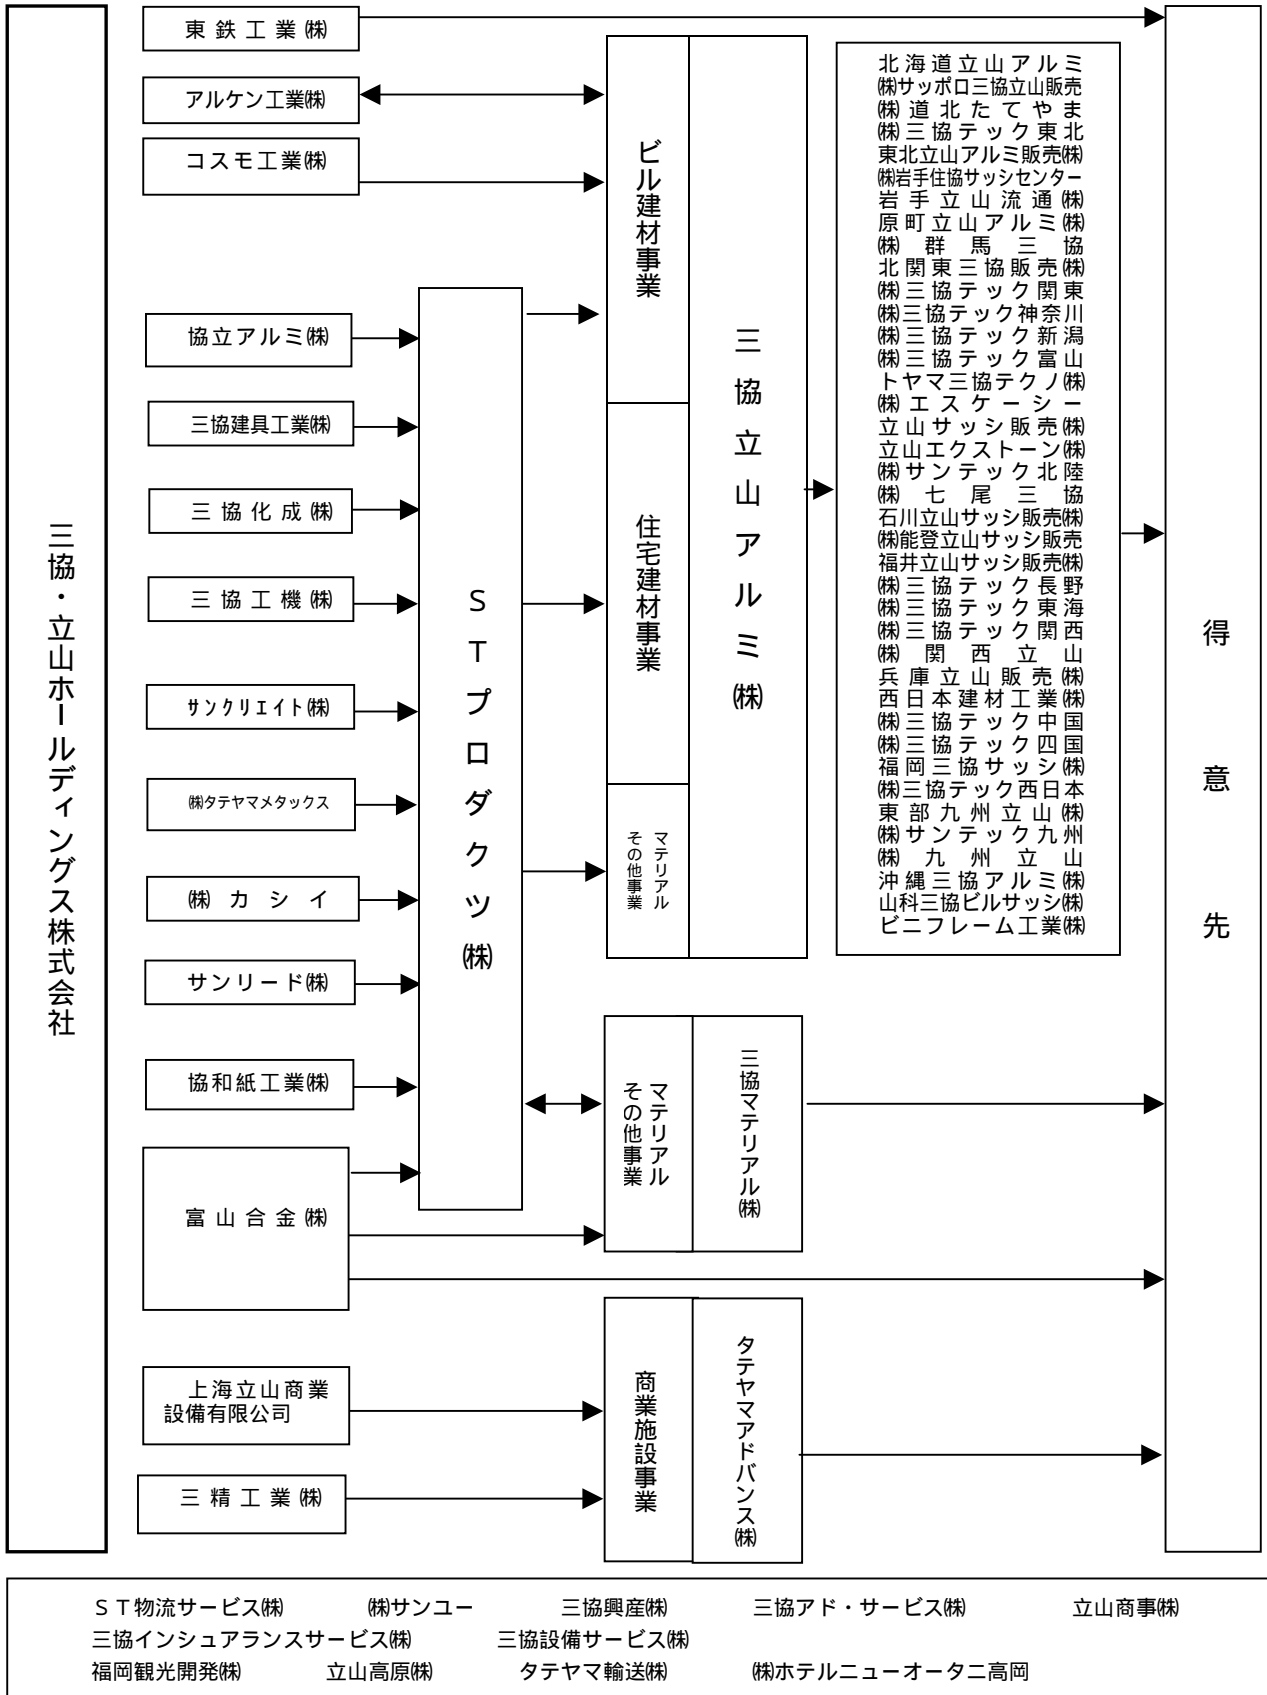 三協・立山ホールディングス株式会社
東鉄工業㈱
アルケン工業㈱
コスモ工業㈱
協立アルミ㈱
三協建具工業㈱
三協化成㈱
三協工機㈱
サンクリエイト㈱
㈱タテヤマメタックス
㈱カシイ
サンリード㈱
協和紙工業㈱
富山合金㈱
上海立山商業
設備有限公司
三精工業㈱
STプロダクツ㈱
ビル建材事業
住宅建材事業
マテリアル
その他事業
三協立山アルミ㈱
マテリアル
その他事業
三協マテリアル㈱
商業施設事業
タテヤマアドバンス㈱
北海道立山アルミ
㈱サッポロ三協立山販売
㈱道北たてやま
㈱三協テック東北
東北立山アルミ販売㈱
㈱岩手住協サッシセンター
岩手立山流通㈱
原町立山アルミ㈱
㈱群馬三協
北関東三協販売㈱
㈱三協テック関東
㈱三協テック神奈川
㈱三協テック新潟
㈱三協テック富山
トヤマ三協テクノ㈱
㈱エスケーシー
立山サッシ販売㈱
立山エクストーン㈱
㈱サンテック北陸
㈱七尾三協
石川立山サッシ販売㈱
㈱能登立山サッシ販売
福井立山サッシ販売㈱
㈱三協テック長野
㈱三協テック東海
㈱三協テック関西
㈱関西立山
兵庫立山販売㈱
西日本建材工業㈱
㈱三協テック中国
㈱三協テック四国
福岡三協サッシ㈱
㈱三協テック西日本
東部九州立山㈱
㈱サンテック九州
㈱九州立山
沖縄三協アルミ㈱
山科三協ビルサッシ㈱
ビニフレーム工業㈱
得意先
ST物流サービス㈱ ㈱サンユー 三協興産㈱ 三協アド・サービス㈱ 立山商事㈱
三協インシュアランスサービス㈱ 三協設備サービス㈱
福岡観光開発㈱ 立山高原㈱ タテヤマ輸送㈱ ㈱ホテルニューオータニ高岡